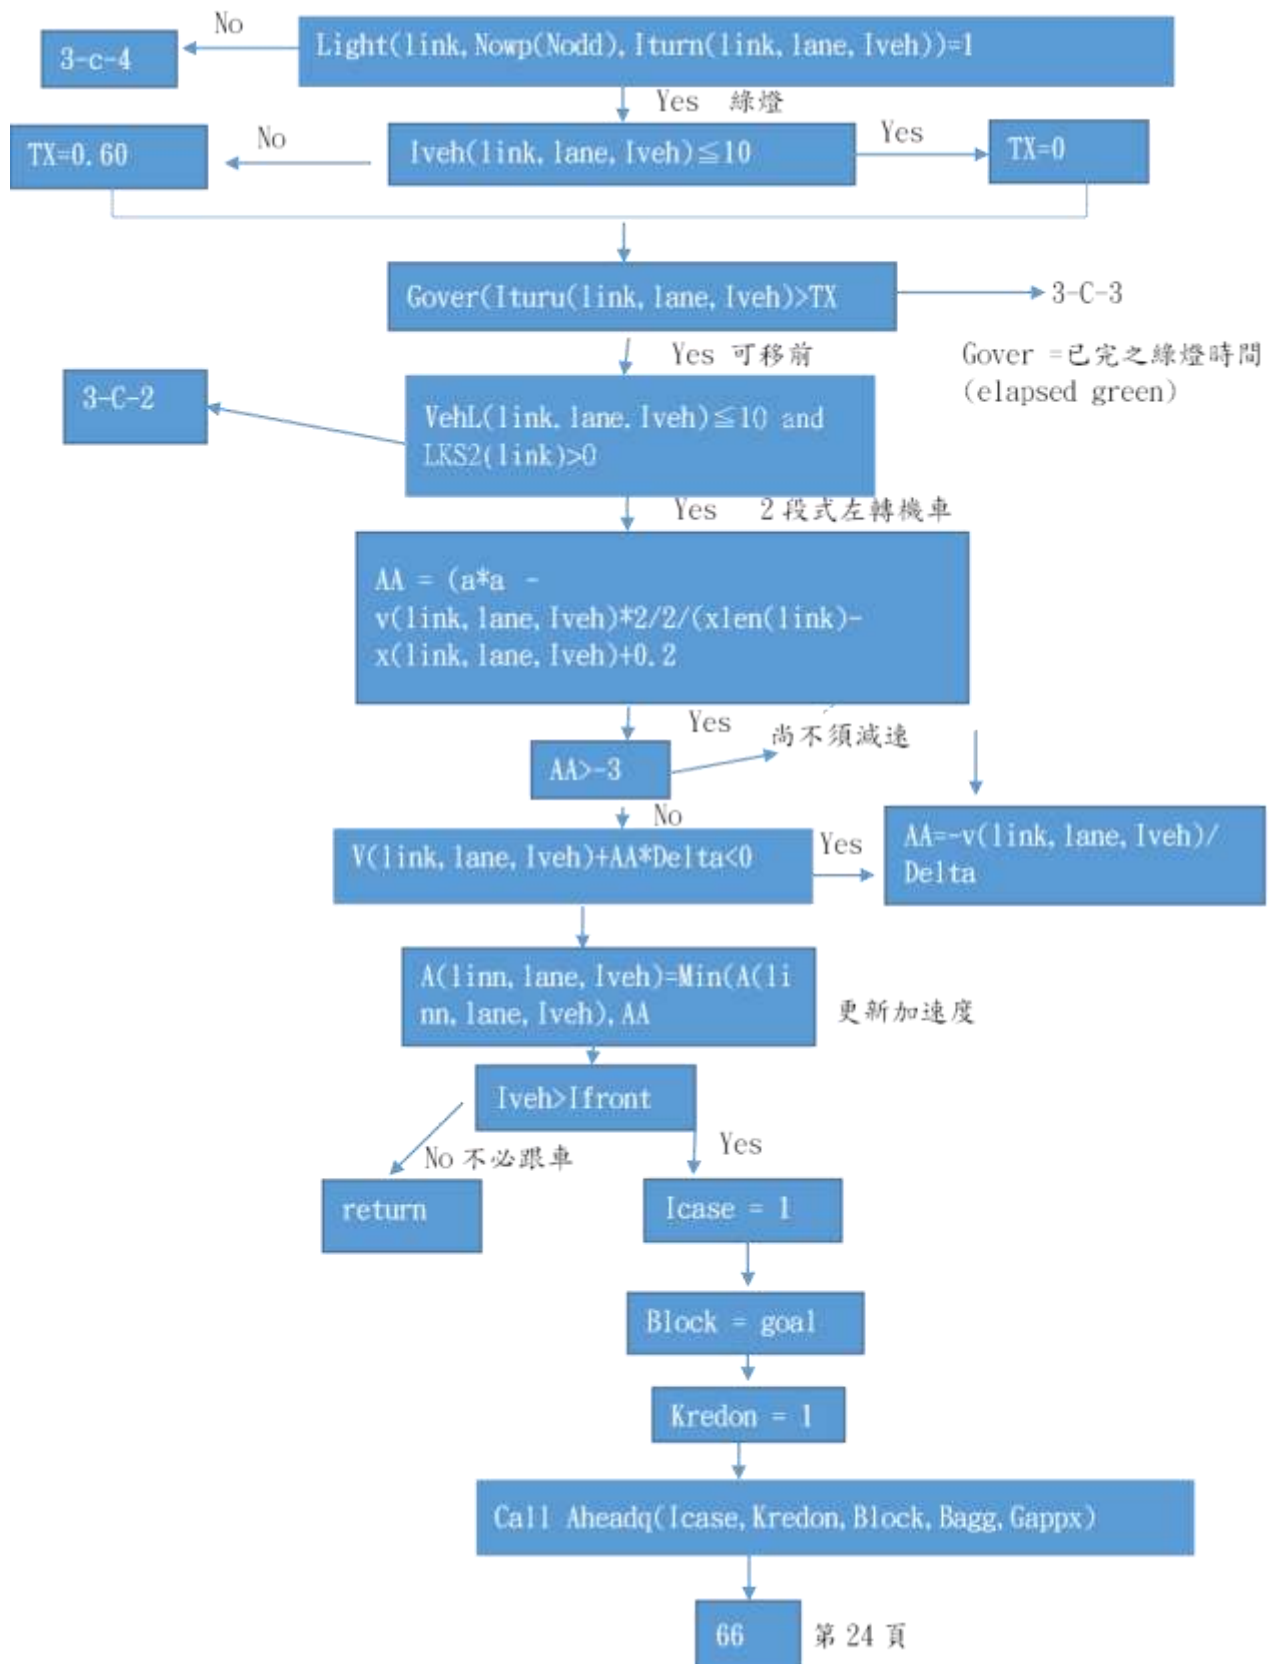 No
Light(link,Nowp(Nodd),Iturn(link,lane,Iveh))=1
3-c-4
Yes 綠燈
TX=0.60
No
Iveh(link,lane,Iveh)≦10
Yes
TX=0
Gover(Ituru(link,lane,Iveh)>TX
3-C-3
Yes 可移前
Gover =已完之綠燈時間
(elapsed green)
3-C-2
VehL(link,lane,Iveh)≦10 and
LKS2(link)>0
Yes 2段式左轉機車
AA = (a*a -
v(link,lane,Iveh)*2/2/(xlen(link)-
x(link,lane,Iveh)+0.2
Yes
尚不須減速
AA>-3
No
V(link,lane,Iveh)+AA*Delta<0
Yes
AA=-v(link,lane,Iveh)/
Delta
A(linn,lane,Iveh)=Min(A(li
nn,lane,Iveh),AA
更新加速度
Iveh>Ifront
No 不必跟車
Yes
return
Icase = 1
Block = goal
Kredon = 1
Call Aheadq(Icase,Kredon,Block,Bagg,Gappx)
66
第24頁